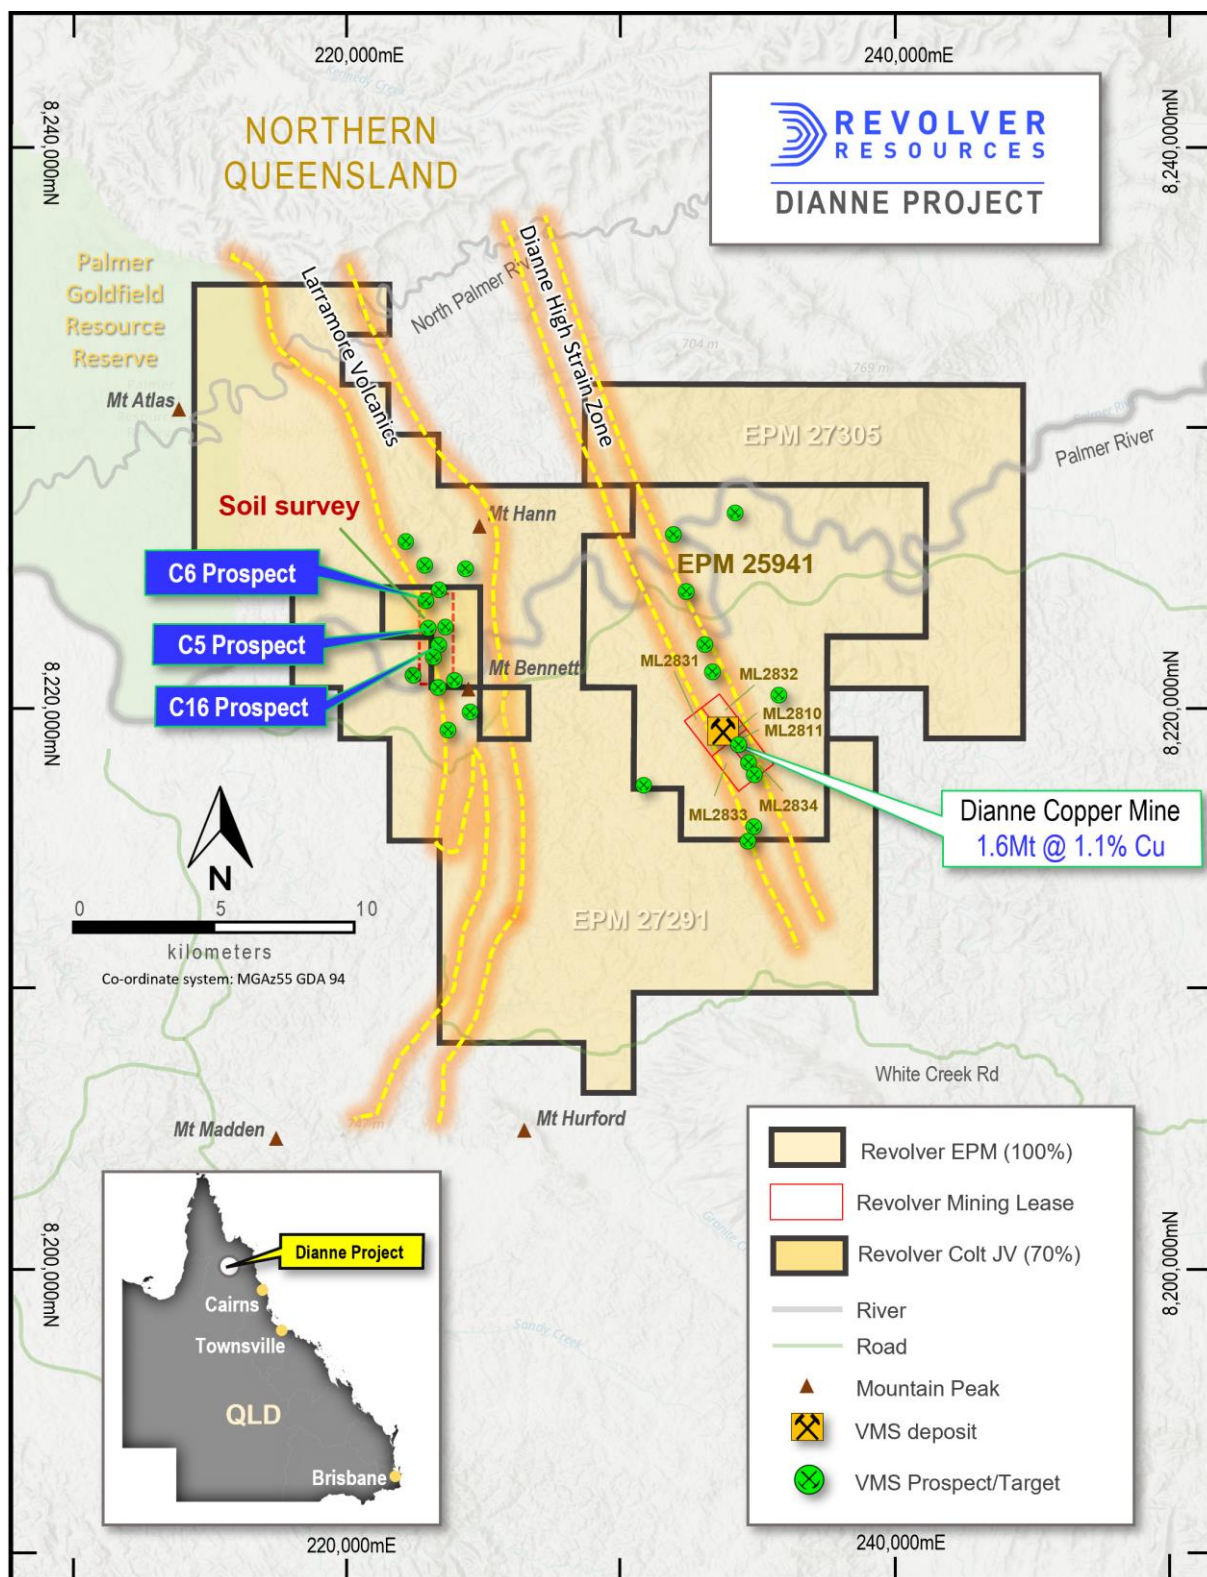 220,000mE
240,000mE
8,240,000mN
8,240,000mN
NORTHERN
QUEENSLAND
REVOLVER
RESOURCES
DIANNE PROJECT
Palmer
Goldfield
Resource
Reserve
Mt Atlas
Larramore Volcanics
North Palmer Riv
Dianne High Strain Zone
704 m
769 m
EPM 27305
Palmer River
Soil survey
Mt Hann
EPM 25941
C6 Prospect
C5 Prospect
C16 Prospect
Mt Bennett
ML2831
ML2832
ML2810
ML2811
ML2833
ML2834
8,220,000mN
8,220,000mN
Dianne Copper Mine
1.6Mt @ 1.1% Cu
N
0 5 10
kilometers
Co-ordinate system: MGAz55 GDA 94
EPM 27291
White Creek Rd
Mt Madden
747 m
Mt Hurford
Sandy Creek
8,200,000mN
8,200,000mN
Dianne Project
Cairns
Townsville
QLD
Brisbane
Revolver EPM (100%)
Revolver Mining Lease
Revolver Colt JV (70%)
River
Road
Mountain Peak
VMS deposit
VMS Prospect/Target
220,000mE
240,000mE